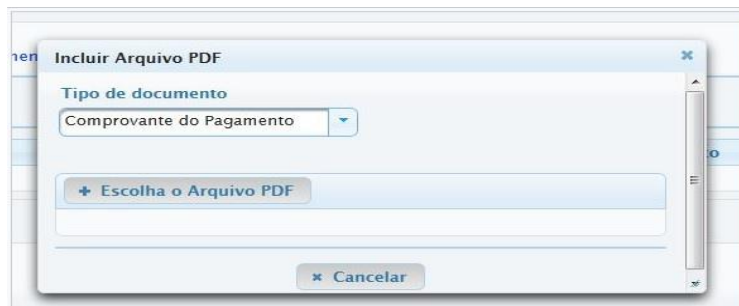 Incluir Arquivo PDF
Tipo de documento
Comprovante do Pagamento
+ Escolha o Arquivo PDF
Cancelar